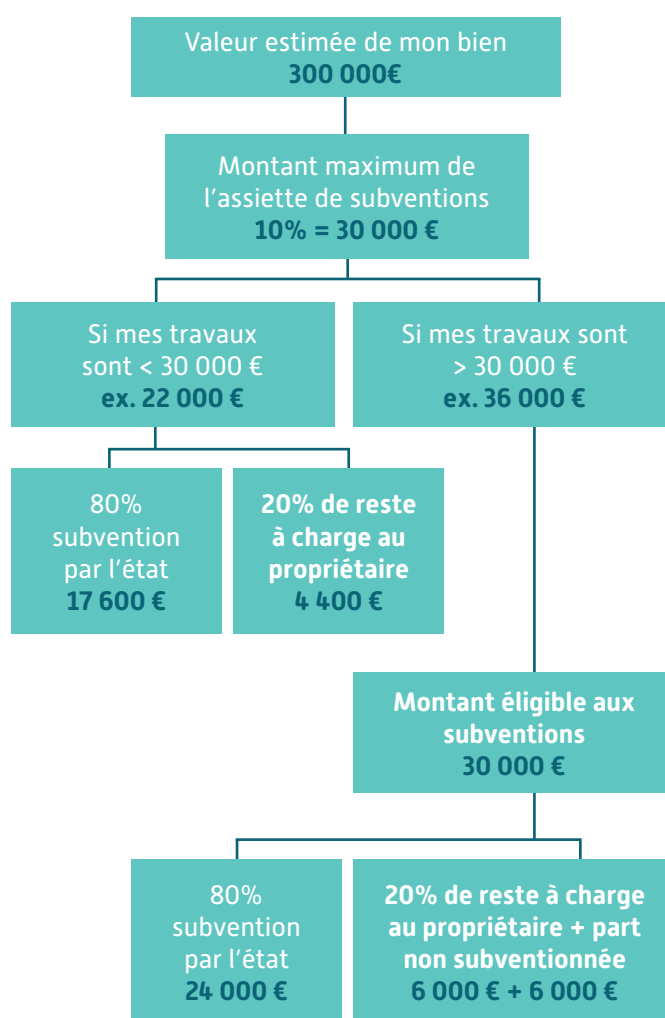 Valeur estimée de mon bien
300 000€
Montant maximum de
l'assiette de subventions
10% = 30 000 €
Si mes travaux
sont < 30 000 €
ex. 22 000 €
Si mes travaux sont
> 30 000 €
ex. 36 000 €
80%
subvention
par l'état
17 600 €
20% de reste
à charge au
propriétaire
4 400 €
Montant éligible aux
subventions
30 000 €
80%
subvention
par l'état
24 000 €
20% de reste à charge
au propriétaire + part
non subventionnée
6 000 € + 6 000 €